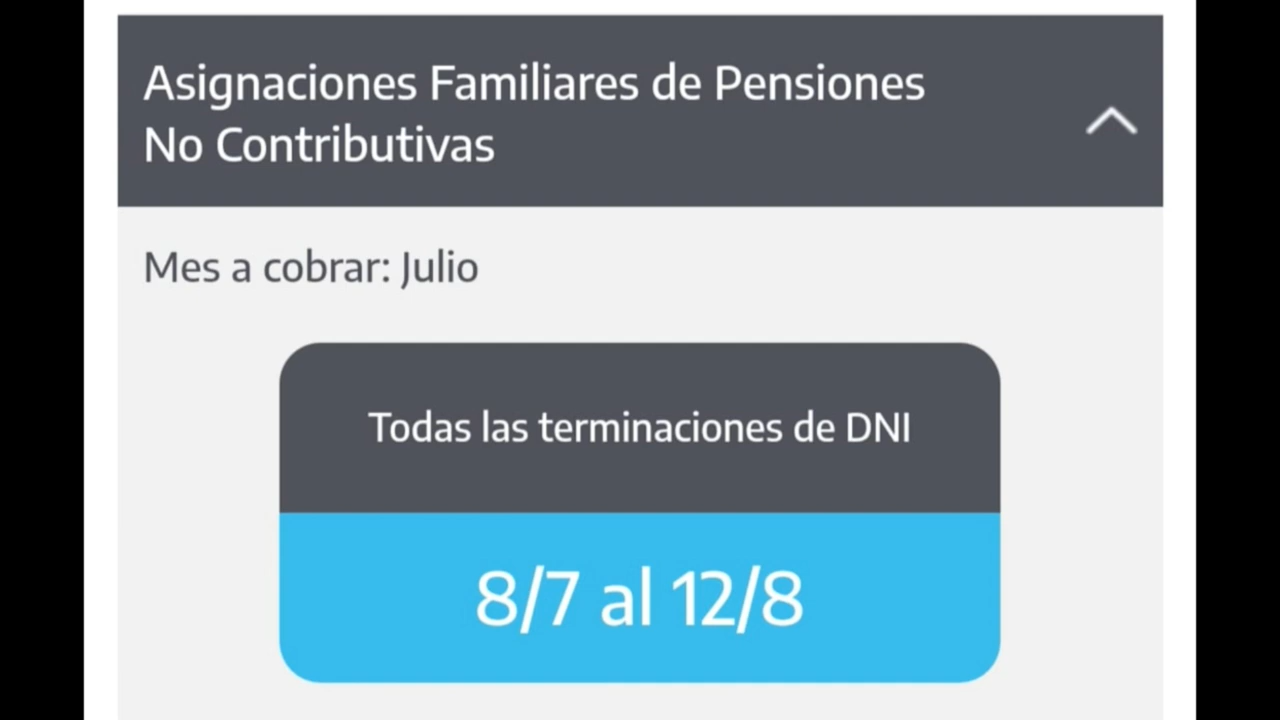 Asignaciones Familiares de Pensiones
No Contributivas
Mes a cobrar: Julio
Todas las terminaciones de DNI
8/7 al 12/8